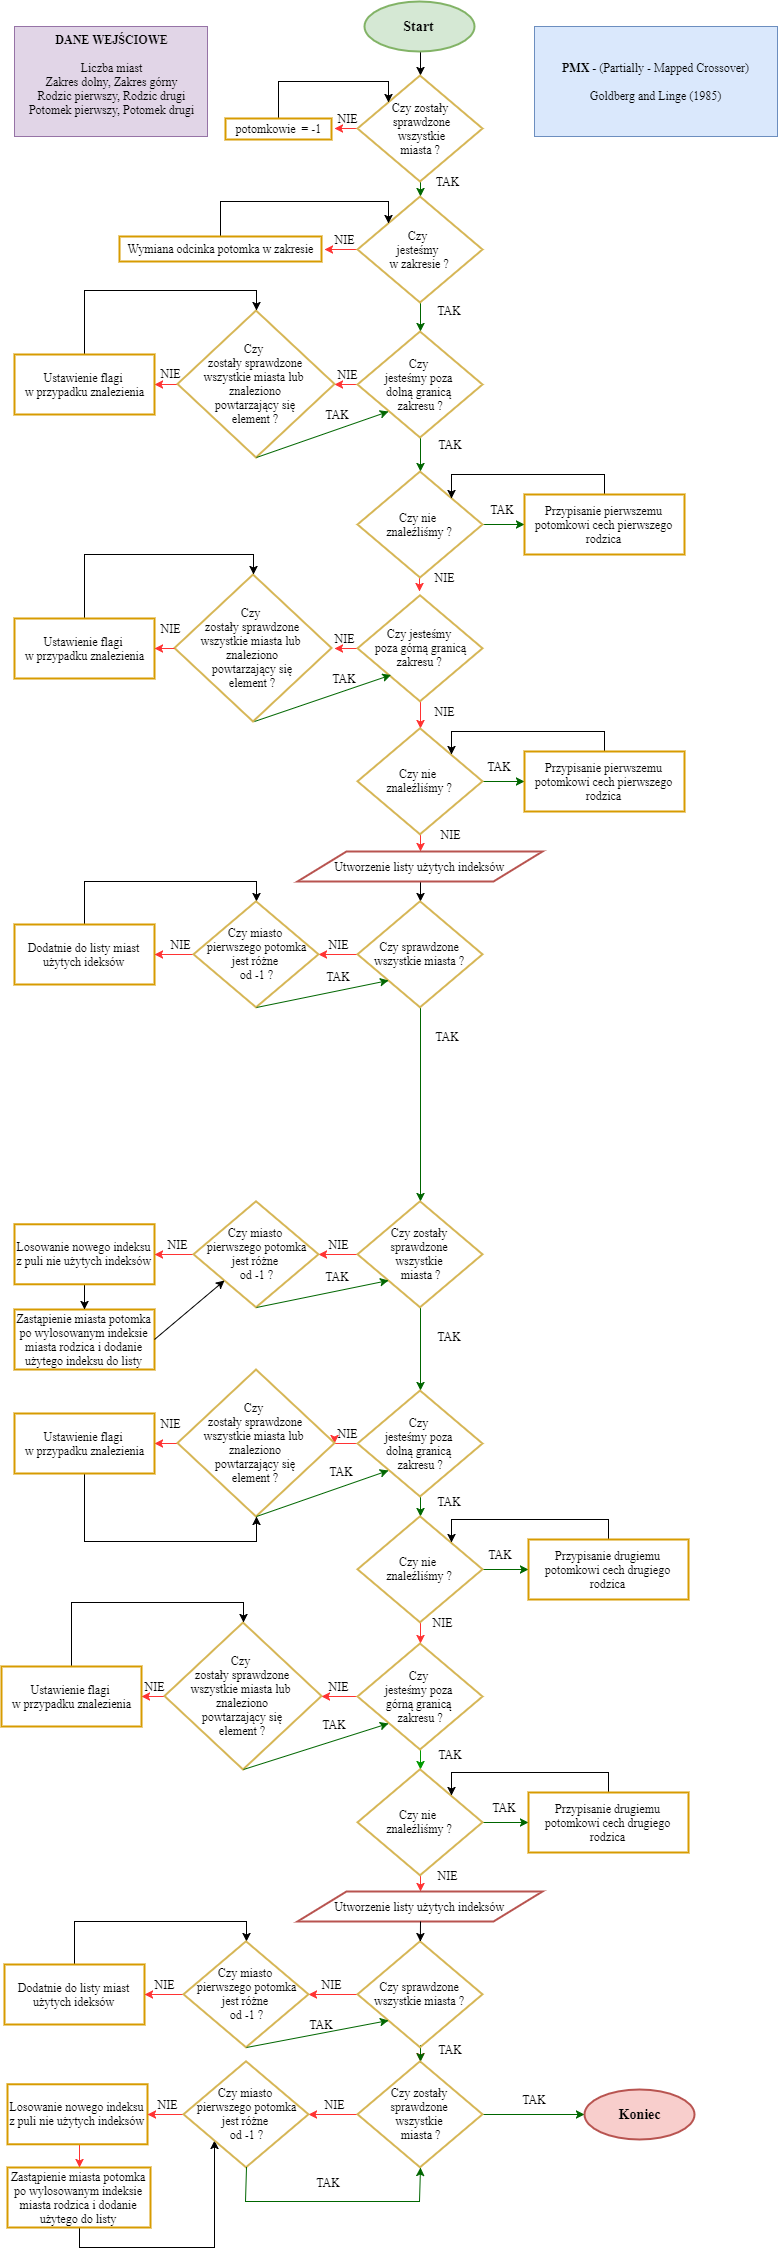 Start
DANE WEJŚCIOWE
Liczba miast
Zakres dolny, Zakres górny
Rodzic pierwszy, Rodzic drugi
Potomek pierwszy, Potomek drugi
PMX - (Partially - Mapped Crossover)
Goldberg and Linge (1985)
Czy zostały
sprawdzone
wszystkie
miasta ?
NIE
potomkowie = -1
TAK
Czy
jesteśmy
w zakresie ?
NIE
Wymiana odcinka potomka w zakresie
TAK
Czy
jesteśmy poza
dolną granicą
zakresu ?
NIE
Czy
zostały sprawdzone
wszystkie miasta lub
znaleziono
powtarzający się
element ?
NIE
Ustawienie flagi
w przypadku znalezienia
TAK
TAK
Czy nie
znaleźliśmy ?
TAK
Przypisanie pierwszemu
potomkowi cech pierwszego
rodzica
NIE
Czy jesteśmy
poza górną granicą
zakresu ?
NIE
Czy
zostały sprawdzone
wszystkie miasta lub
znaleziono
powtarzający się
element ?
NIE
Ustawienie flagi
w przypadku znalezienia
TAK
NIE
Czy nie
znaleźliśmy ?
TAK
Przypisanie pierwszemu
potomkowi cech pierwszego
rodzica
NIE
Utworzenie listy użytych indeksów
Czy sprawdzone
wszystkie miasta ?
NIE
Czy miasto
pierwszego potomka
jest różne
od -1 ?
NIE
Dodatnie do listy miast
użytych ideksów
TAK
TAK
Czy zostały
sprawdzone
wszystkie
miasta ?
NIE
Czy miasto
pierwszego potomka
jest różne
od -1 ?
NIE
Losowanie nowego indeksu
z puli nie użytych indeksów
TAK
Zastąpienie miasta potomka
po wylosowanym indeksie
miasta rodzica i dodanie
użytego indeksu do listy
TAK
Czy
jesteśmy poza
dolną granicą
zakresu ?
NIE
Czy
zostały sprawdzone
wszystkie miasta lub
znaleziono
powtarzający się
element ?
NIE
Ustawienie flagi
w przypadku znalezienia
TAK
TAK
Czy nie
znaleźliśmy ?
TAK
Przypisanie drugiemu
potomkowi cech drugiego
rodzica
NIE
Czy
jesteśmy poza
górną granicą
zakresu ?
NIE
Czy
zostały sprawdzone
wszystkie miasta lub
znaleziono
powtarzający się
element ?
NIE
Ustawienie flagi
w przypadku znalezienia
TAK
TAK
Czy nie
znaleźliśmy ?
TAK
Przypisanie drugiemu
potomkowi cech drugiego
rodzica
NIE
Utworzenie listy użytych indeksów
Czy sprawdzone
wszystkie miasta ?
NIE
Czy miasto
pierwszego potomka
jest różne
od -1 ?
NIE
Dodatnie do listy miast
użytych ideksów
TAK
TAK
Czy zostały
sprawdzone
wszystkie
miasta ?
TAK
Koniec
NIE
Czy miasto
pierwszego potomka
jest różne
od -1 ?
NIE
Losowanie nowego indeksu
z puli nie użytych indeksów
Zastąpienie miasta potomka
po wylosowanym indeksie
miasta rodzica i dodanie
użytego do listy
TAK